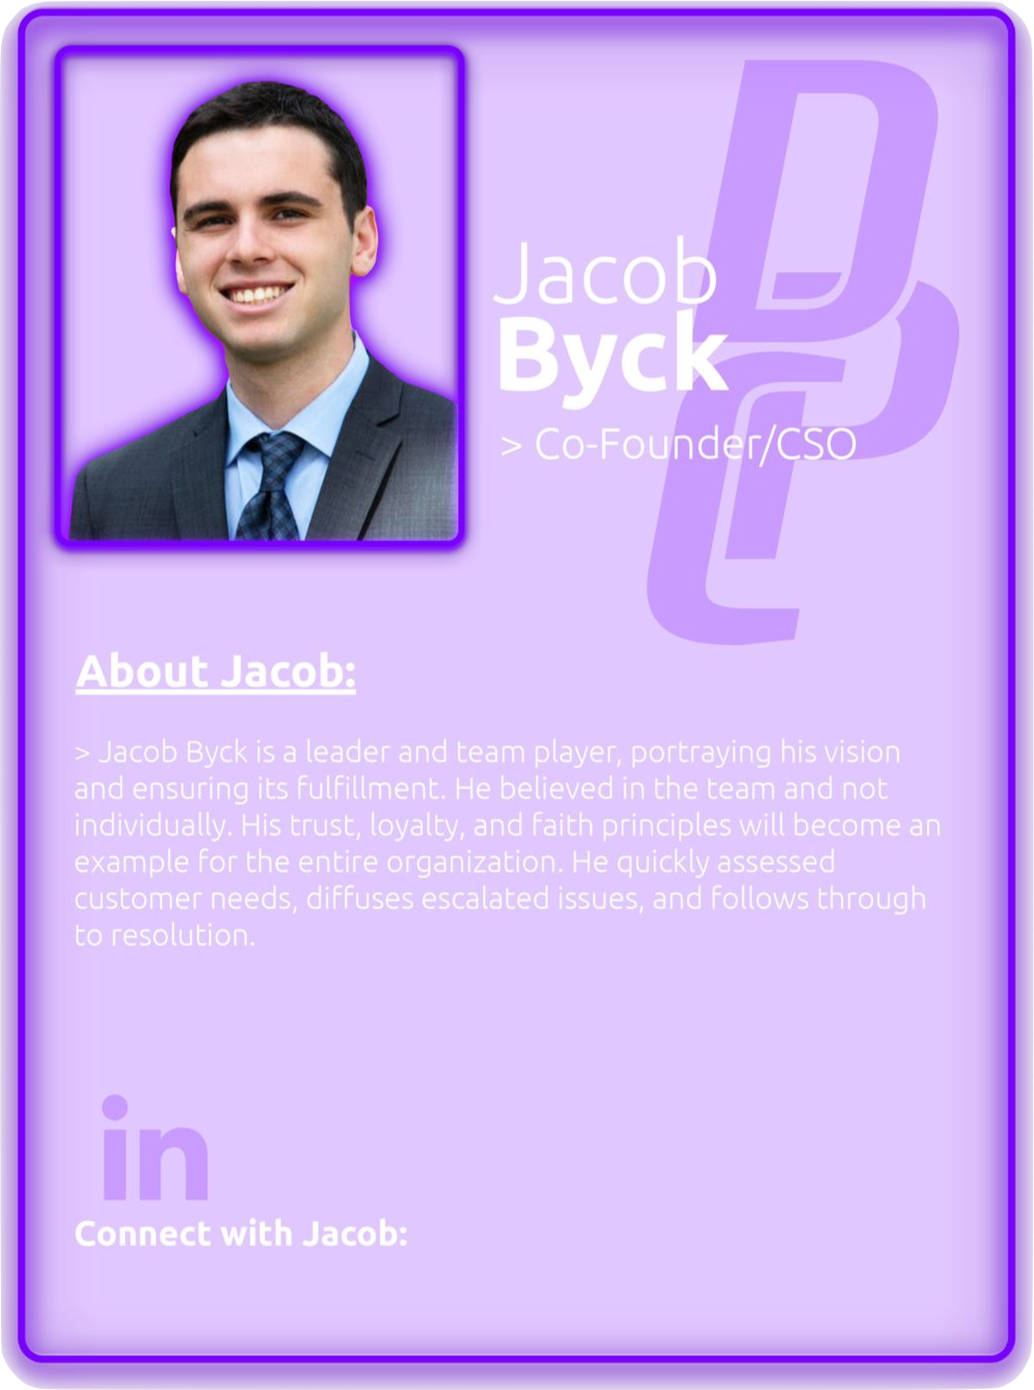 Jacob
Byck
> Co-Founder/CSO
About Jacob:
> Jacob Byck is a leader and team player, portraying his vision
and ensuring its fulfillment. He believed in the team and not
individually. His trust, loyalty, and faith principles will become an
example for the entire organization. He quickly assessed
customer needs, diffuses escalated issues, and follows through
to resolution.
in
Connect with Jacob: